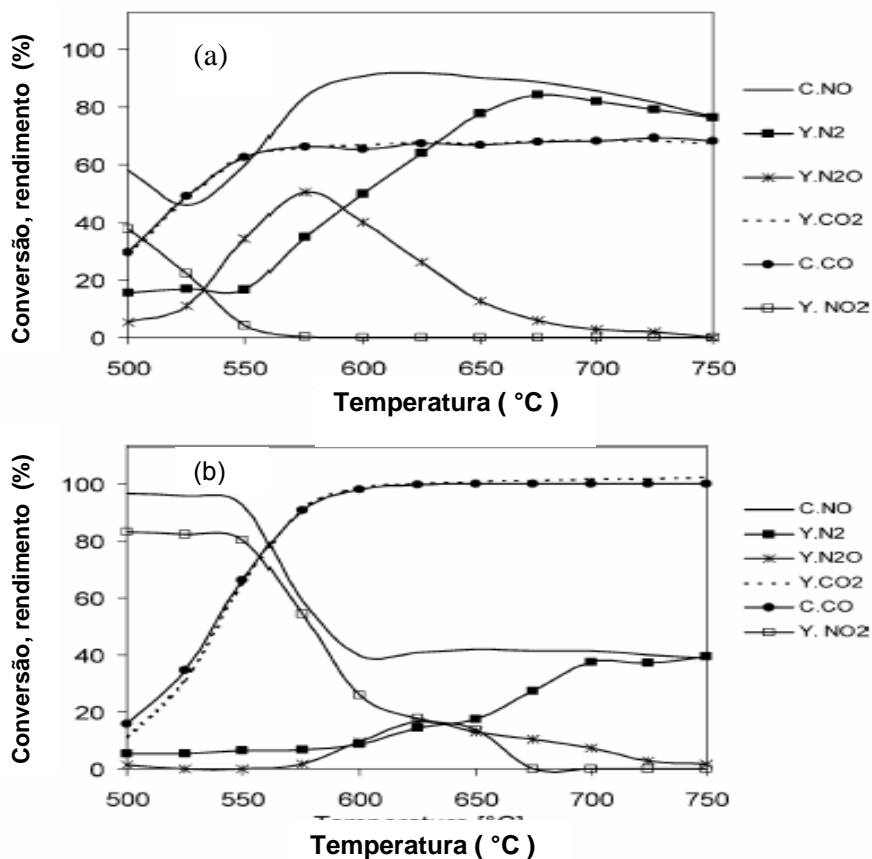 (a)
Conversão, rendimento (%)
100
80
60
40
20
0
500 550 600 650 700 750
Temperatura ( °C )
C.NO
Y.N2
Y.N2O
Y.CO2
C.CO
Y. NO2
(b)
Conversão, rendimento (%)
100
80
60
40
20
0
500 550 600 650 700 750
Temperatura [°C]
Temperatura ( °C )
C.NO
Y.N2
Y.N2O
Y.CO2
C.CO
Y. NO2